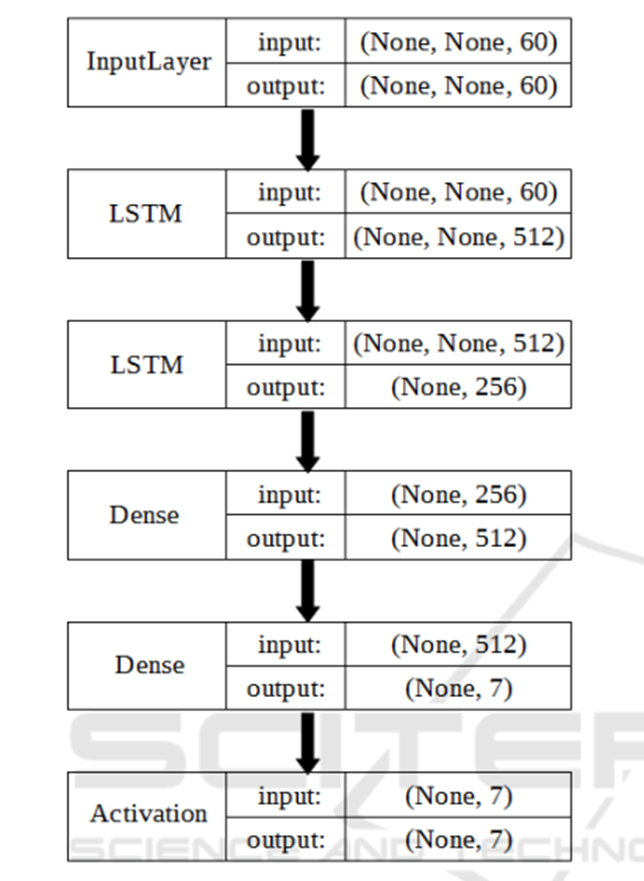 InputLayer
input: (None, None, 60)
output: (None, None, 60)
LSTM
input: (None, None, 60)
output: (None, None, 512)
LSTM
input: (None, None, 512)
output: (None, 256)
Dense
input: (None, 256)
output: (None, 512)
Dense
input: (None, 512)
output: (None, 7)
Activation
input: (None, 7)
output: (None, 7)
SCIENCE AND